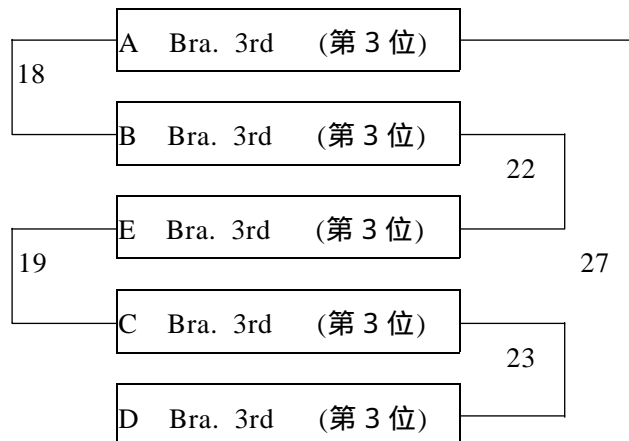 A Bra. 3rd (第 3 位)
18
B Bra. 3rd (第 3 位)
22
E Bra. 3rd (第 3 位)
19
27
C Bra. 3rd (第 3 位)
23
D Bra. 3rd (第 3 位)